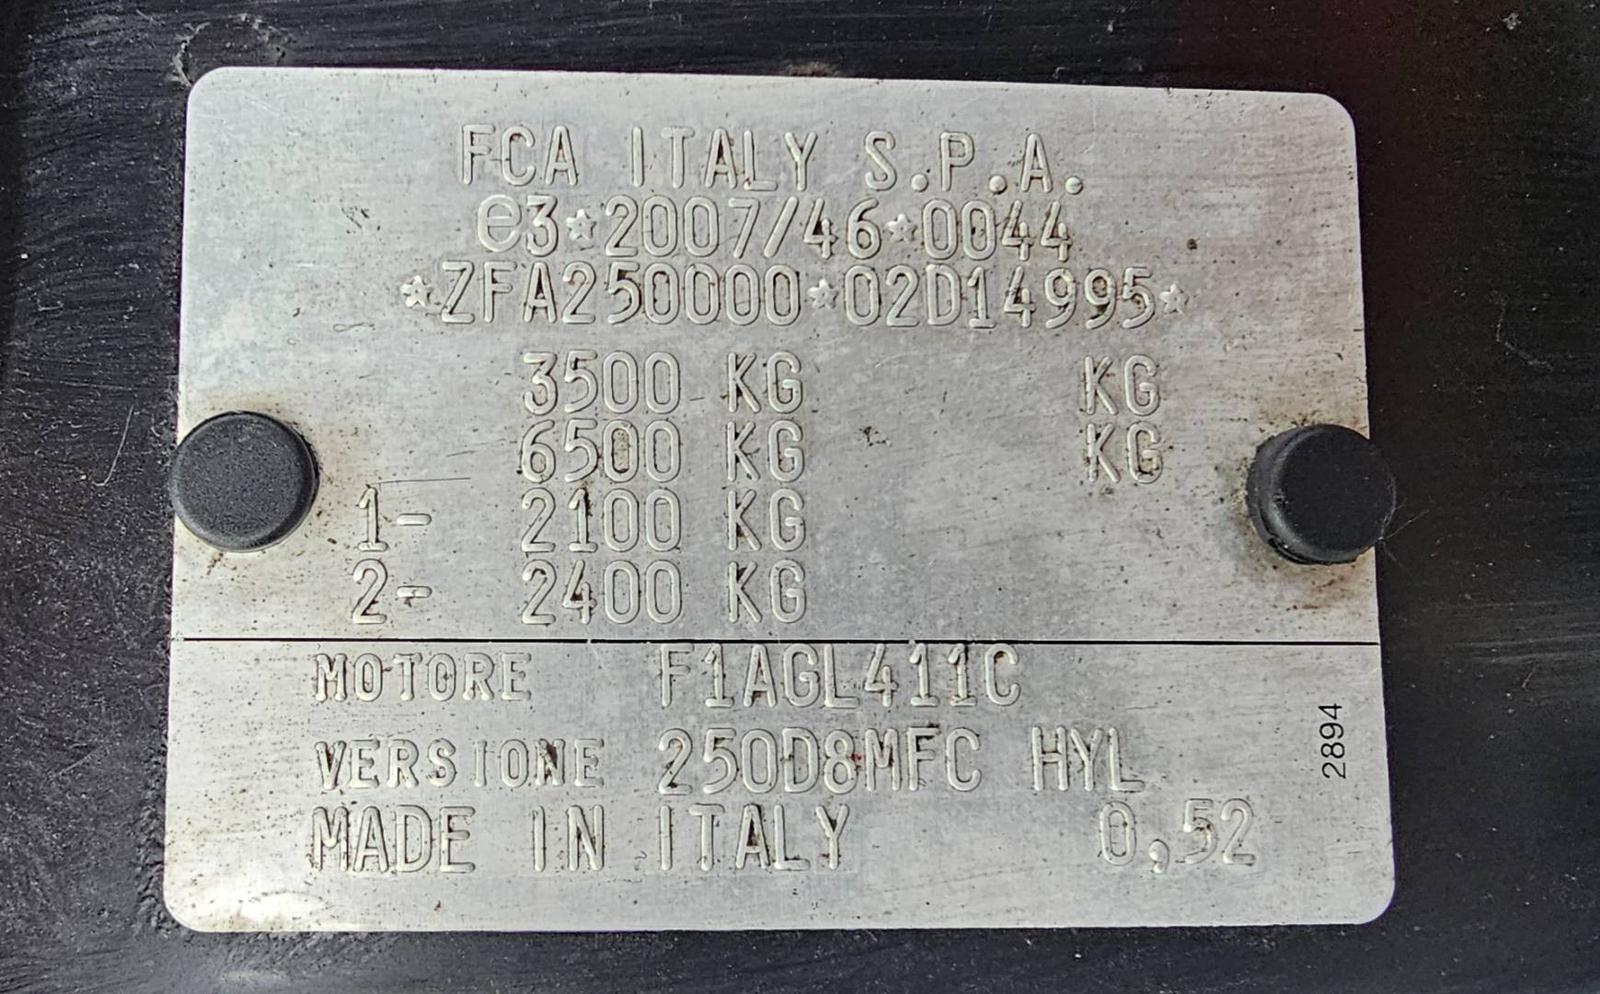 FCA ITALY S.P.A.
e3*2007/46*0044
*ZFA250000*02D14995*
3500 KG KG
6500 KG KG
1- 2100 KG
2- 2400 KG
MOTORE F1AGL411C
VERSIONE 250D8MFC HYL
MADE IN ITALY 0,52
2894